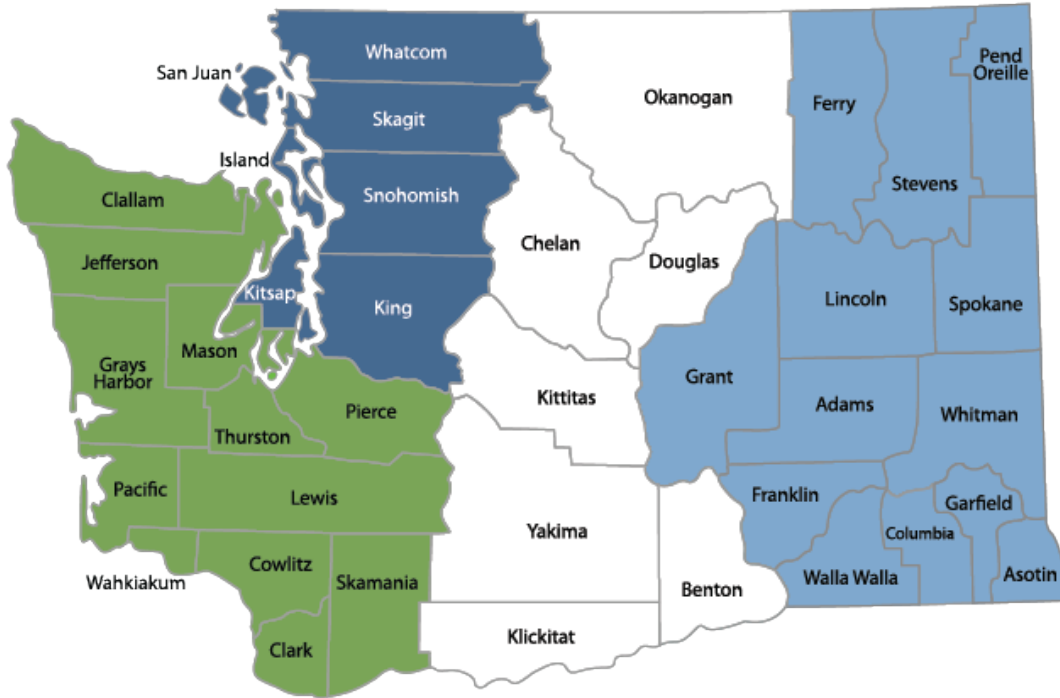 Whatcom
San Juan
Skagit
Island
Snohomish
Kitsap
King
Okanogan
Chelan
Douglas
Ferry
Stevens
Pend
Oreille
Lincoln
Spokane
Grant
Adams
Whitman
Franklin
Garfield
Columbia
Walla Walla
Asotin
Clallam
Jefferson
Grays
Harbor
Mason
Thurston
Pierce
Pacific
Lewis
Wahkiakum
Cowlitz
Skamania
Clark
Kittitas
Yakima
Benton
Klickitat